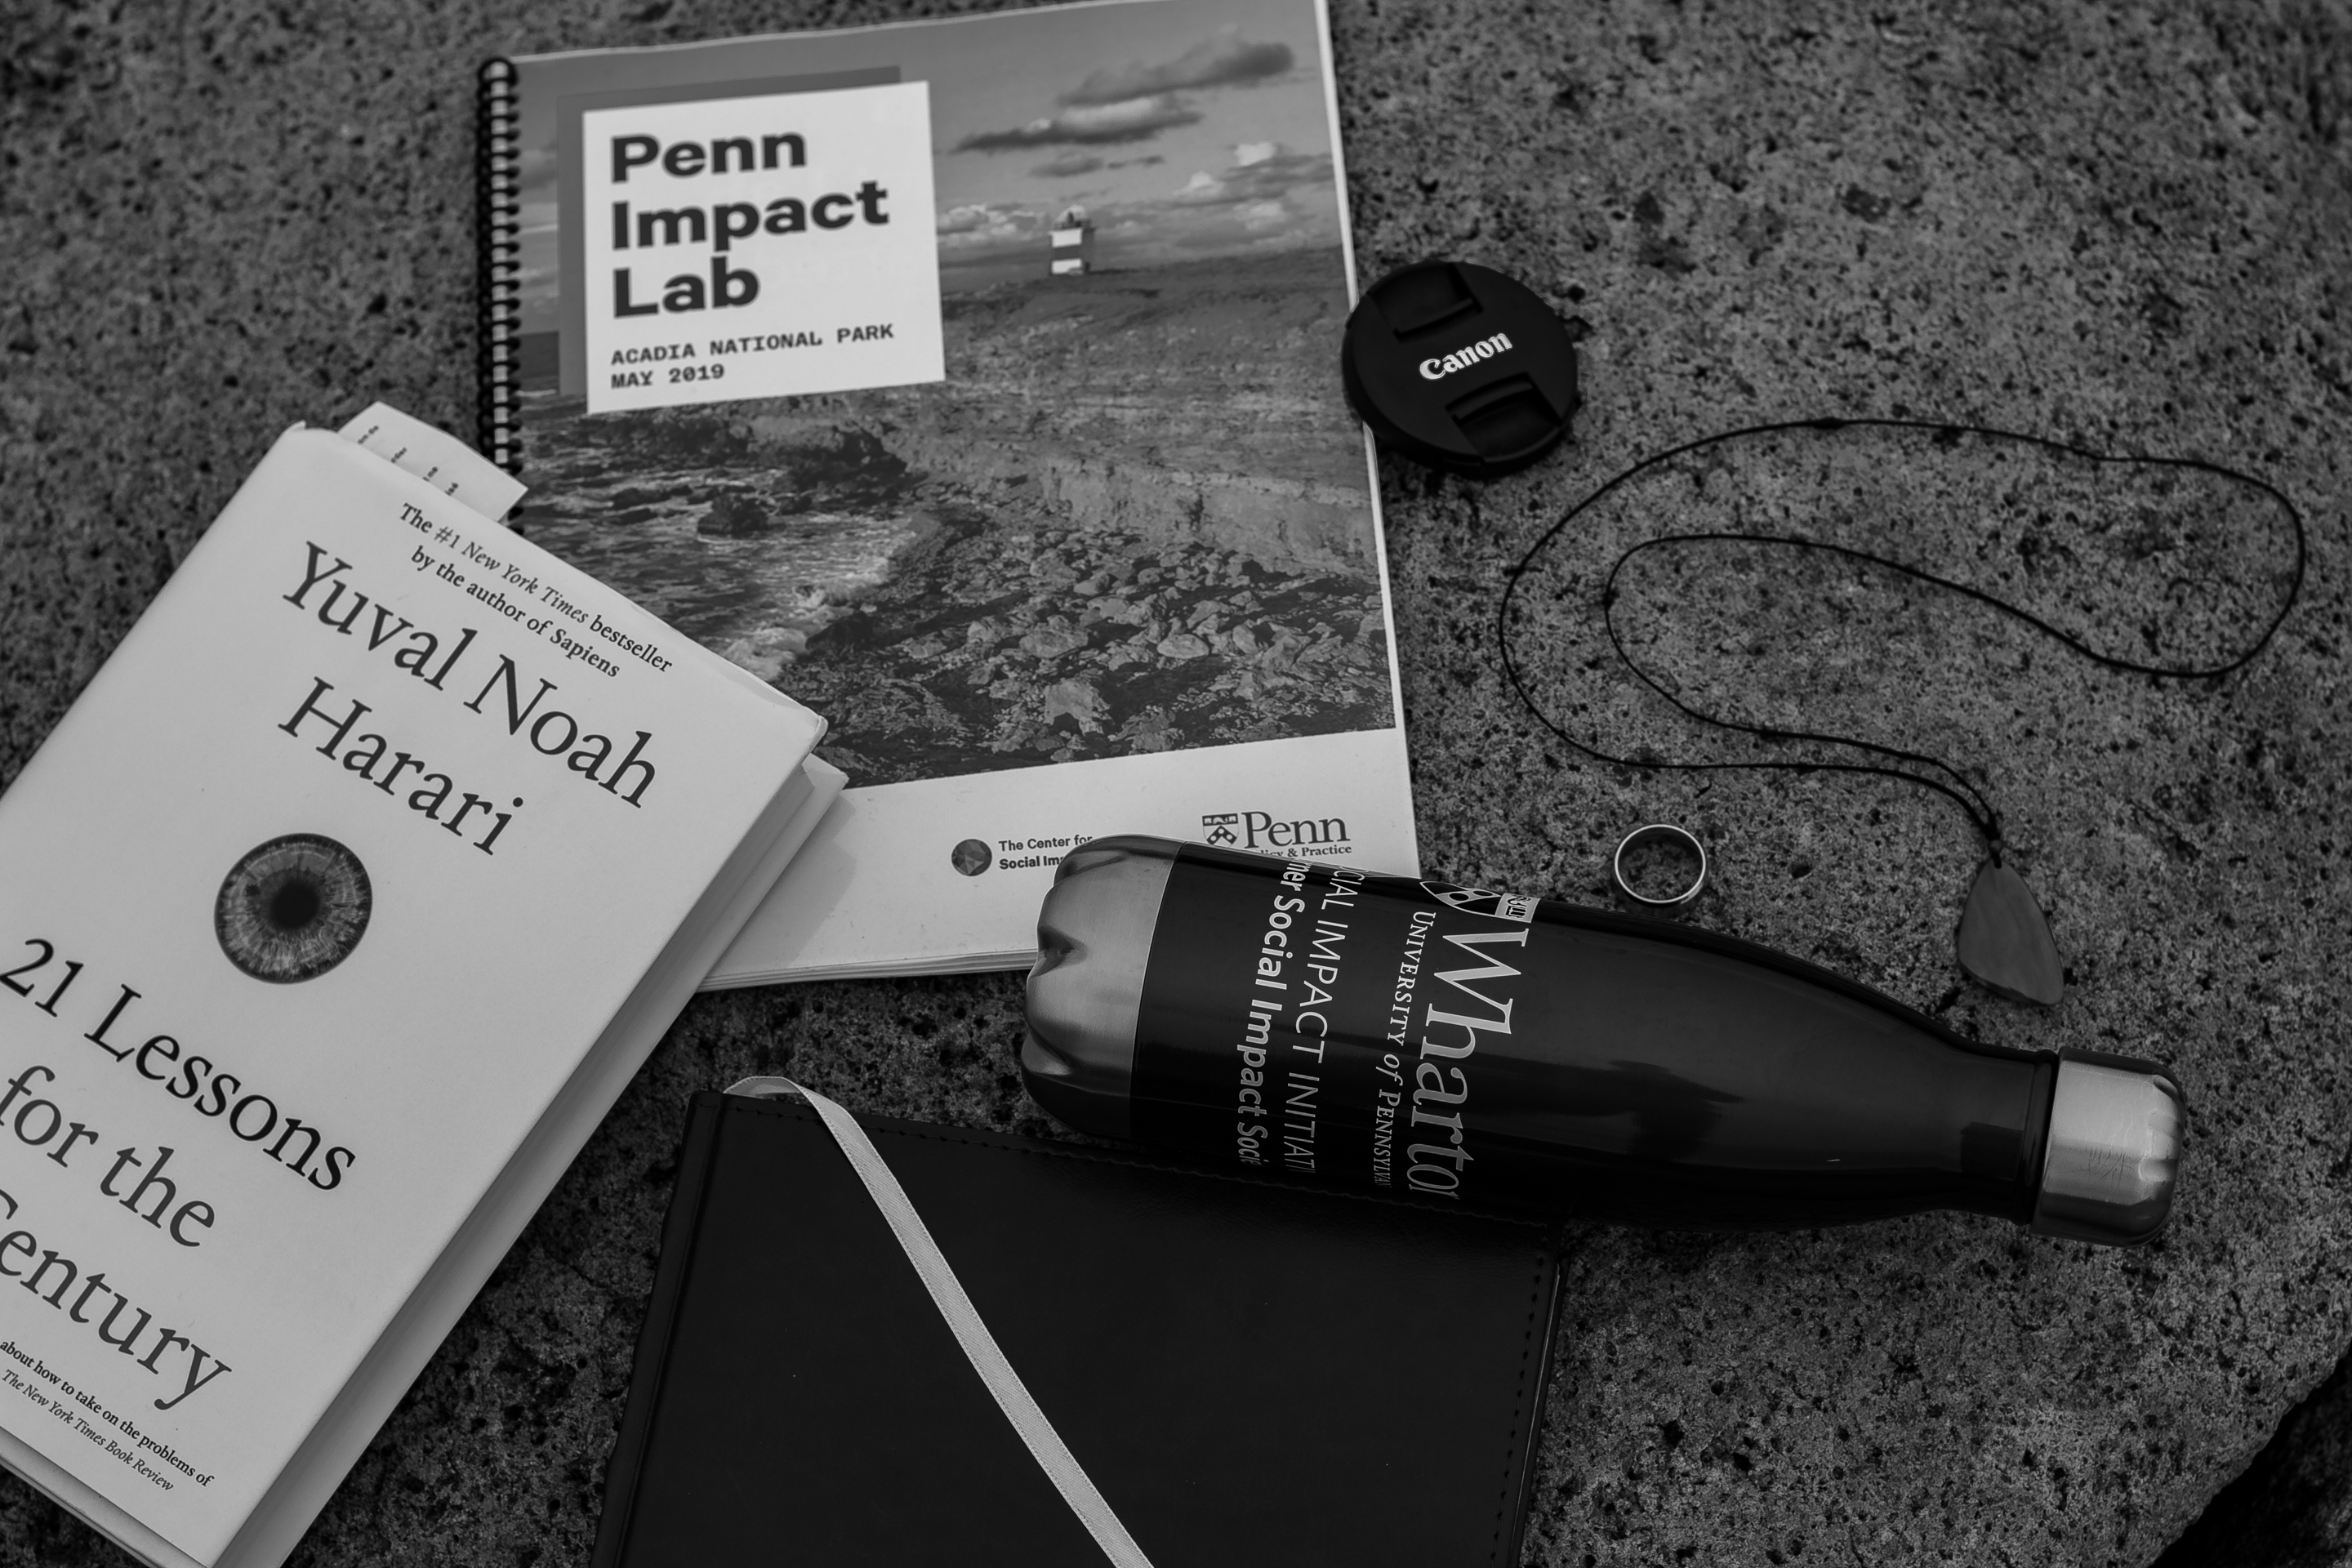 Penn
Impact
Lab
ACADIA NATIONAL PARK
MAY 2019
Canon
The #1 New York Times bestseller
by the author of Sapiens
Yuval Noah
Harari
21 Lessons
for the
Century
about how to take on the problems of
The New York Times Book Review
The Center for
Social
Penn
& Practice
Wharton
UNIVERSITY of
IMPACT
Social Impact